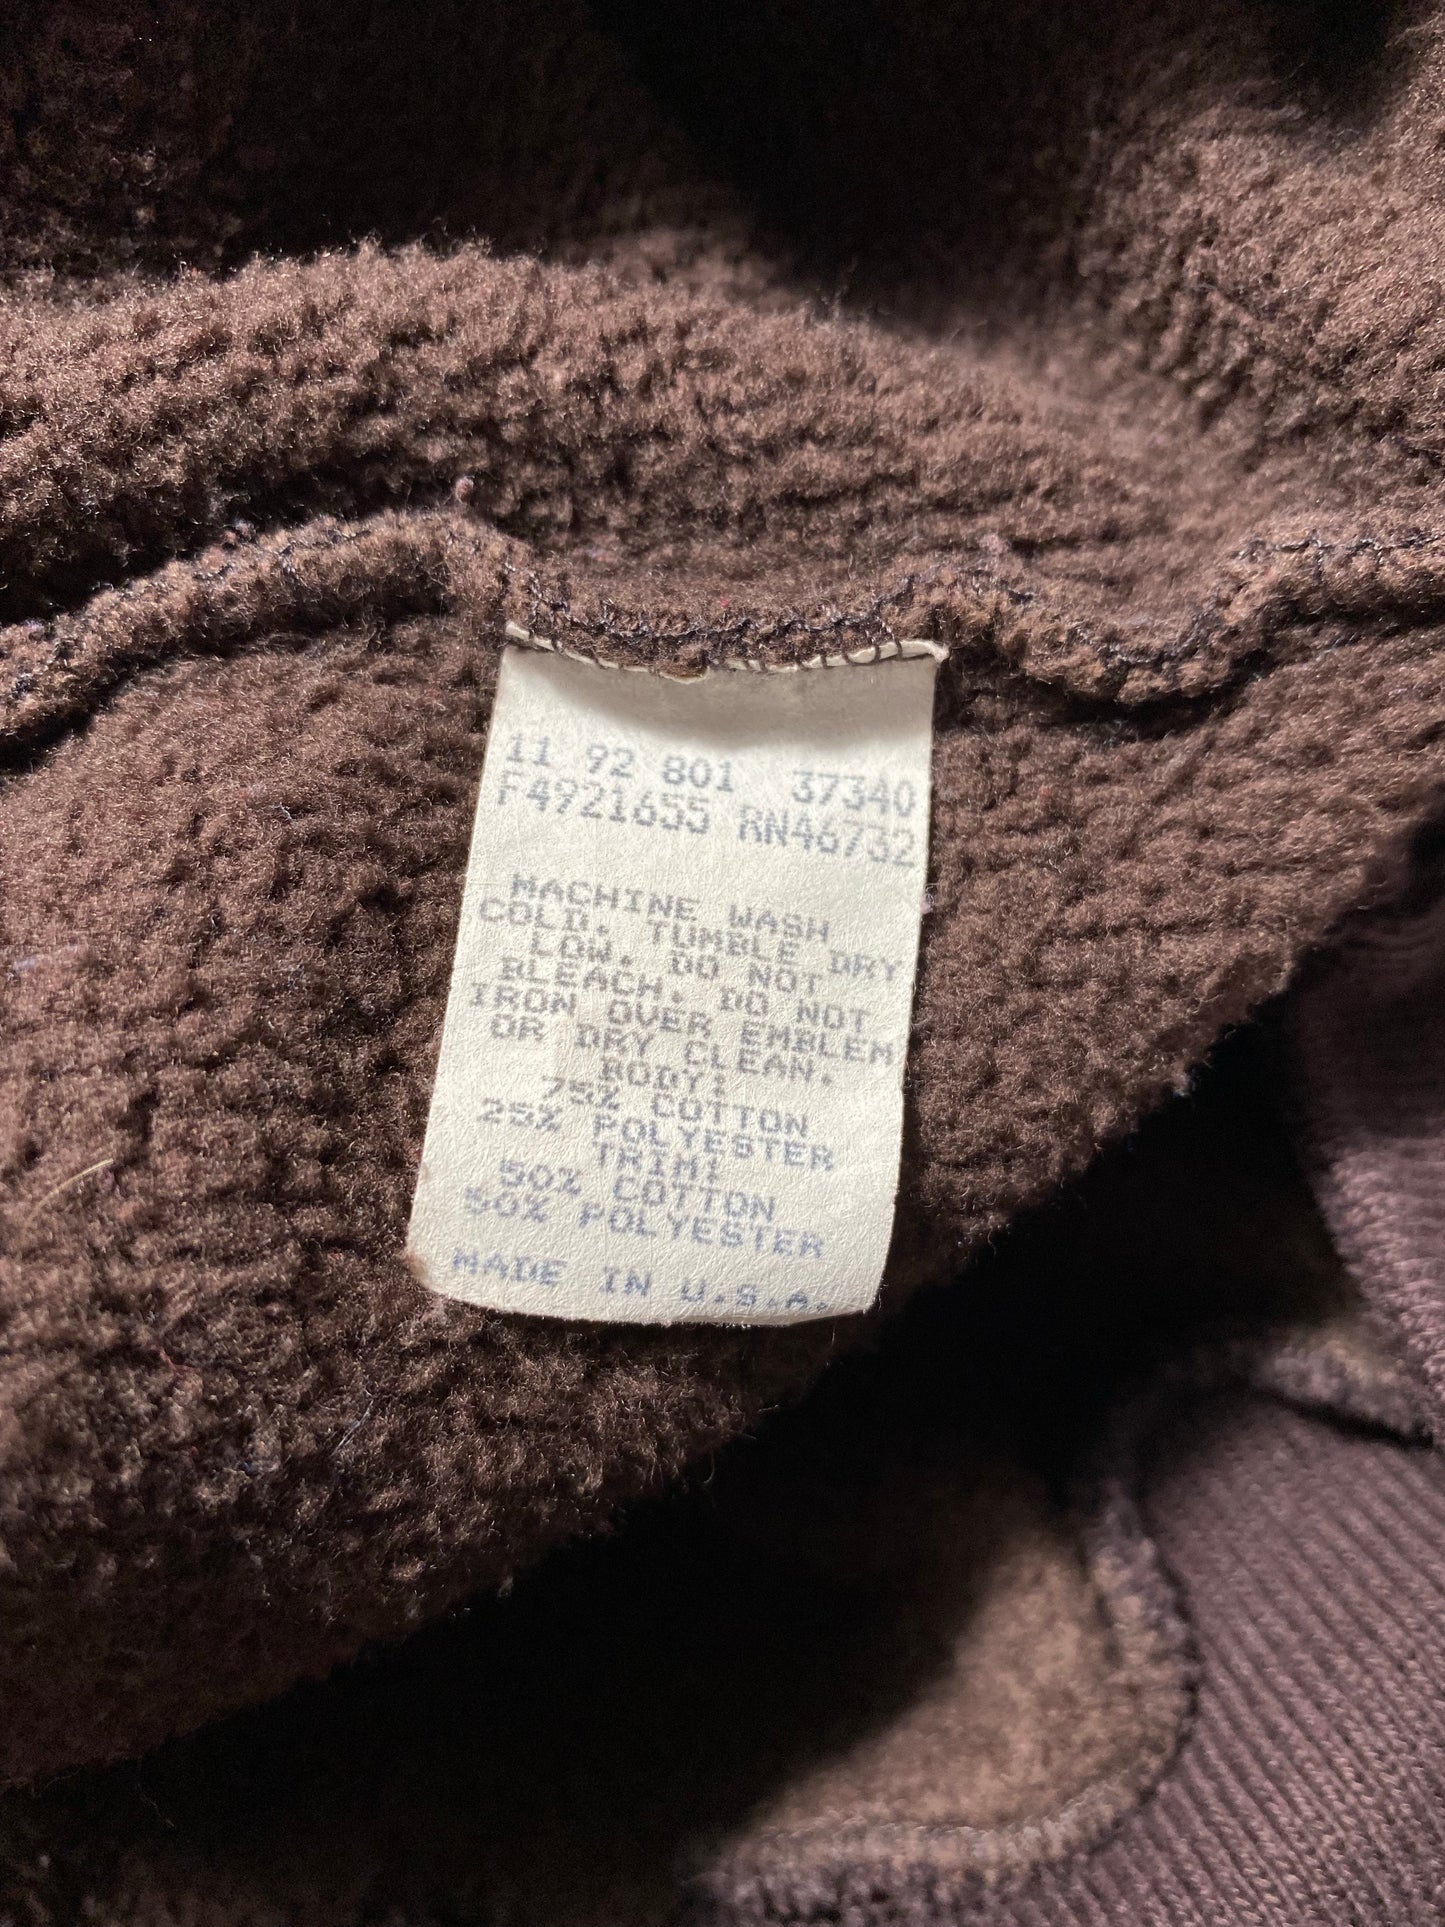 11 92 801 37340
F4921655 RN46732
MACHINE WASH
COLD. TUMBLE DRY
LOW. DO NOT
BLEACH. DO NOT
IRON OVER EMBLEM
OR DRY CLEAN.
BODY:
75% COTTON
25% POLYESTER
TRIM:
50% COTTON
50% POLYESTER
MADE IN U.S.A.